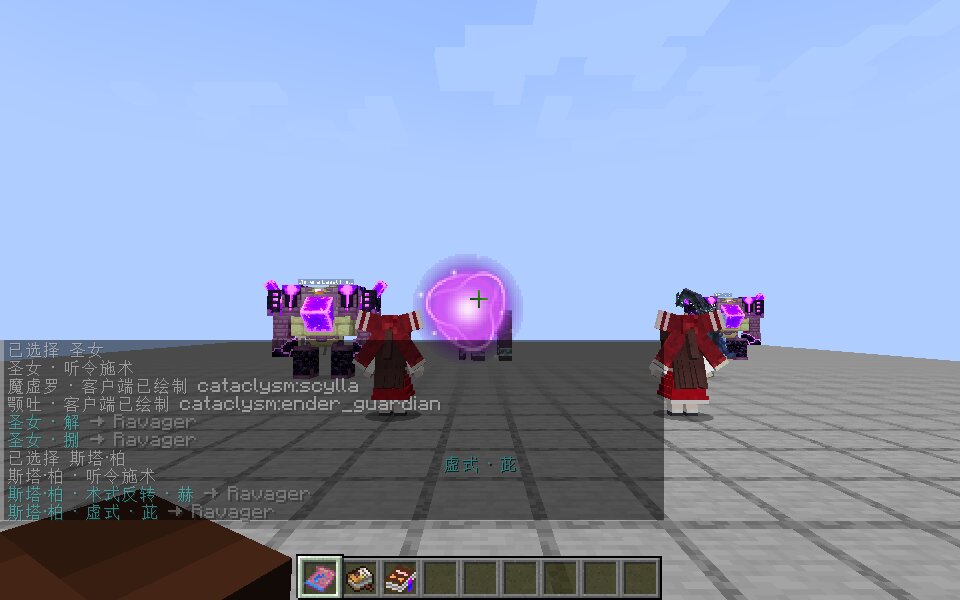 已选择 圣女
圣女·听令施术
魔虚罗·客户端已绘制 cataclysm:scylla
颚吐·客户端已绘制 cataclysm:ender_guardian
圣女·解 → Ravager
圣女·捌 → Ravager
已选择 斯塔·柏
斯塔·柏·听令施术
斯塔·柏·术式反转·赫 → Ravager
斯塔·柏·虚式·茈 → Ravager
虚式·茈